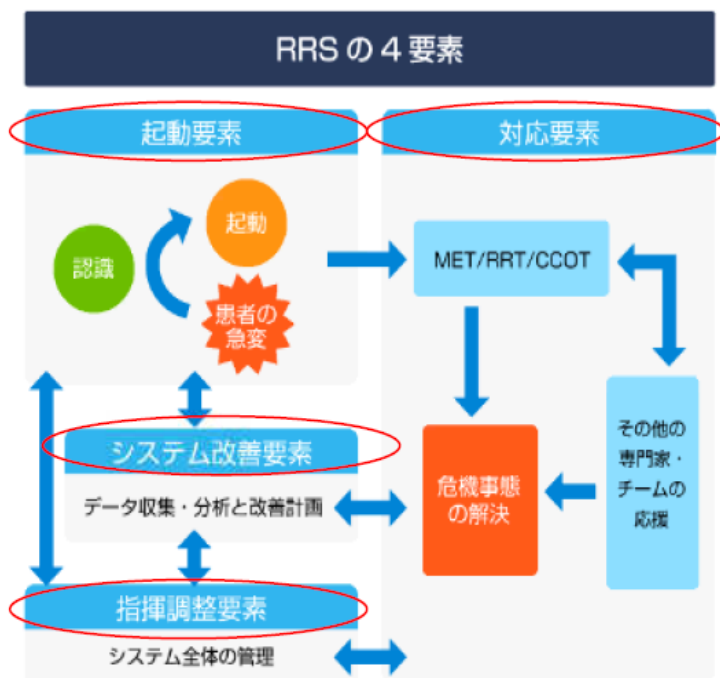 RRS の 4 要素
起動要素
認識
起動
患者の
急変
対応要素
MET/RRT/CCOT
その他の
専門家・
チームの
応援
危機事態
の解決
システム改善要素
データ収集・分析と改善計画
指揮調整要素
システム全体の管理